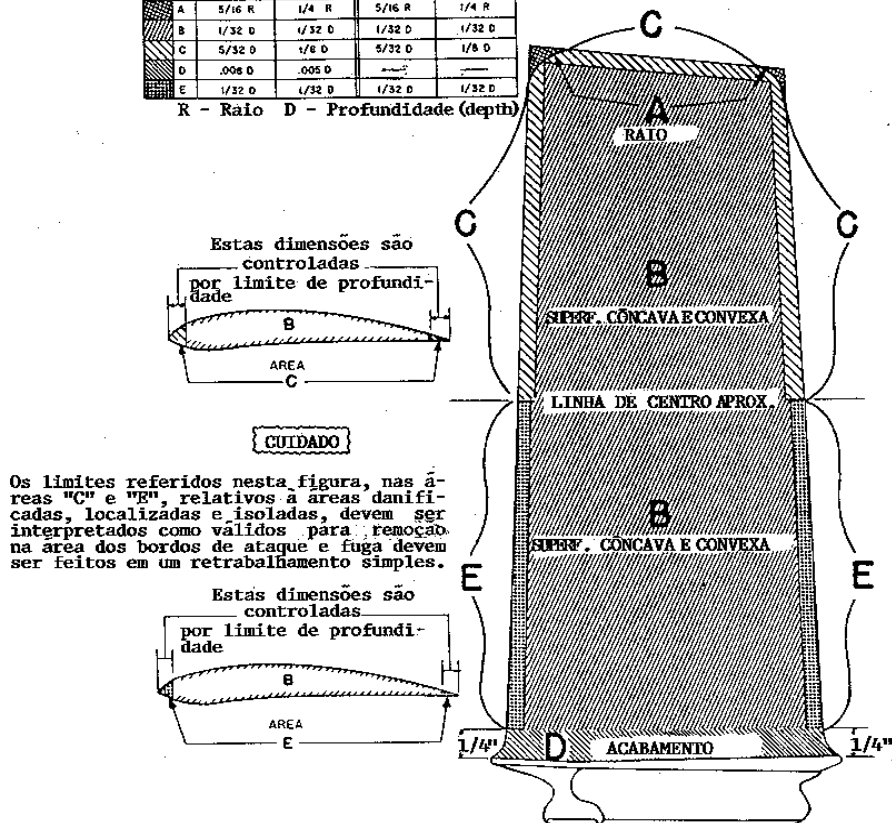 A 5/16 R 1/4 R 5/16 R 1/4 R
B 1/32 D 1/32 D 1/32 D 1/32 D
C 5/32 D 1/8 D 5/32 D 1/8 D
D .006 D .005 D
E 1/32 D 1/32 D 1/32 D 1/32 D
R - Raio D - Profundidade (depth)
C
A
RAIO
C
C
Estas dimensões são
controladas
por limite de profundi-
dade
B
AREA
C
B
SUPERF. CÔNCAVA E CONVEXA
LINHA DE CENTRO APROX.
CUIDADO
Os limites referidos nesta figura, nas á-
reas "C" e "E", relativos à áreas danifi-
cadas, localizadas e isoladas, devem ser
interpretados como válidos para remoção
na área dos bordos de ataque e fuga devem
ser feitos em um retrabalhamento simples.
B
SUPERF. CÔNCAVA E CONVEXA
E
E
Estas dimensões são
controladas
por limite de profundi-
dade
B
AREA
E
1/4"
D
ACABAMENTO
1/4"